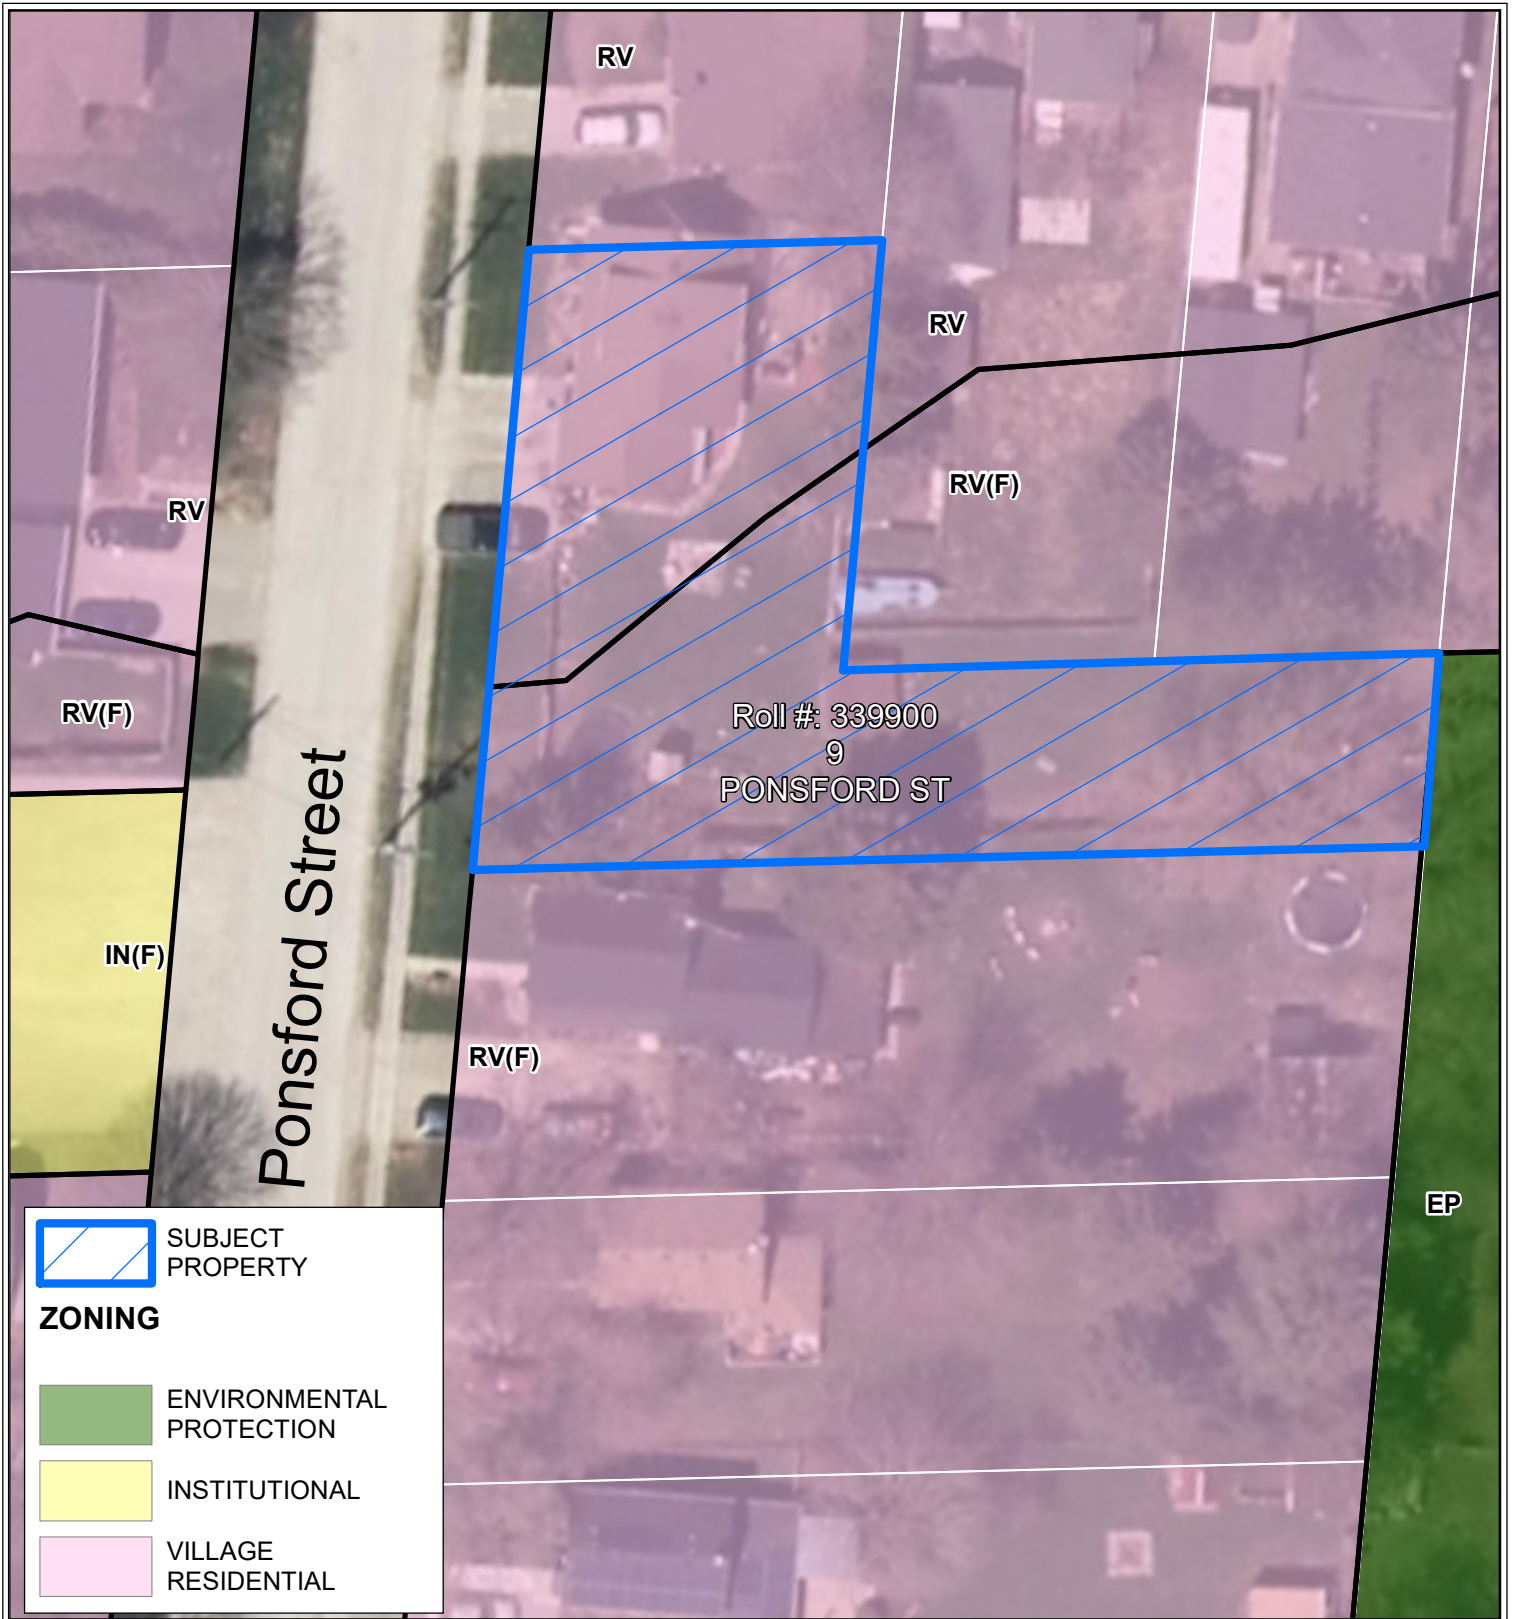 RV
RV
RV(F)
RV
RV(F)
Roll #: 339900
9
PONSFORD ST
Ponsford Street
IN(F)
RV(F)
EP
SUBJECT
PROPERTY
ZONING
ENVIRONMENTAL
PROTECTION
INSTITUTIONAL
VILLAGE
RESIDENTIAL